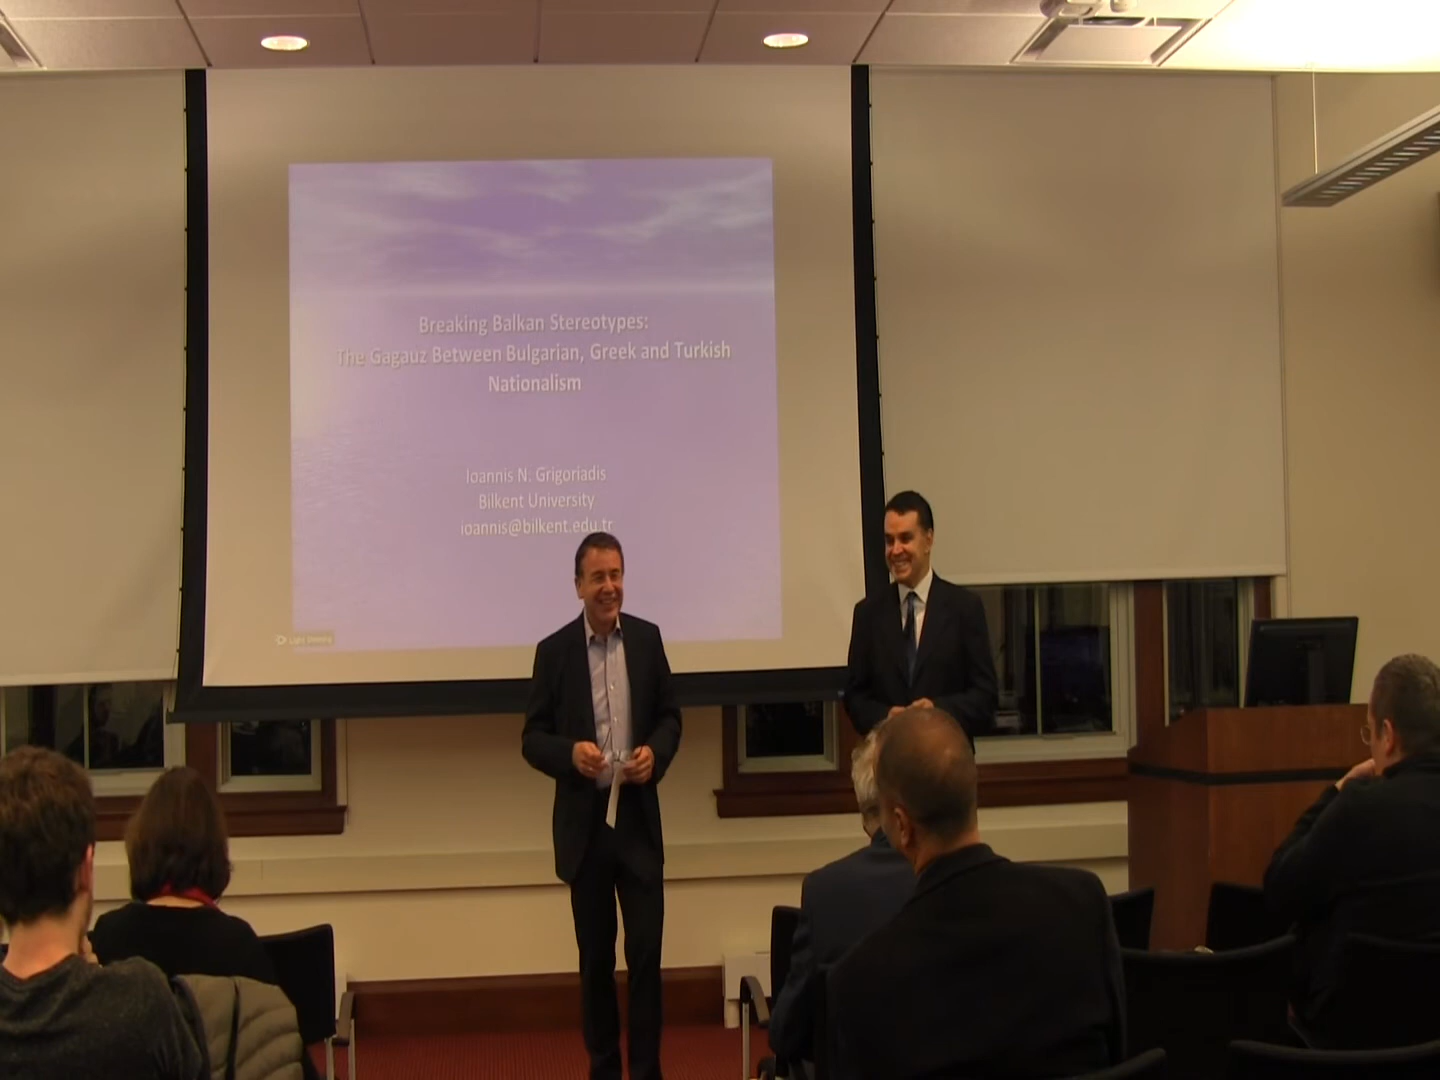 Breaking Balkan Stereotypes:
The Gagauz Between Bulgarian, Greek and Turkish
Nationalism
Ioannis N. Grigoriadis
Bilkent University
ioannis@bilkent.edu.tr